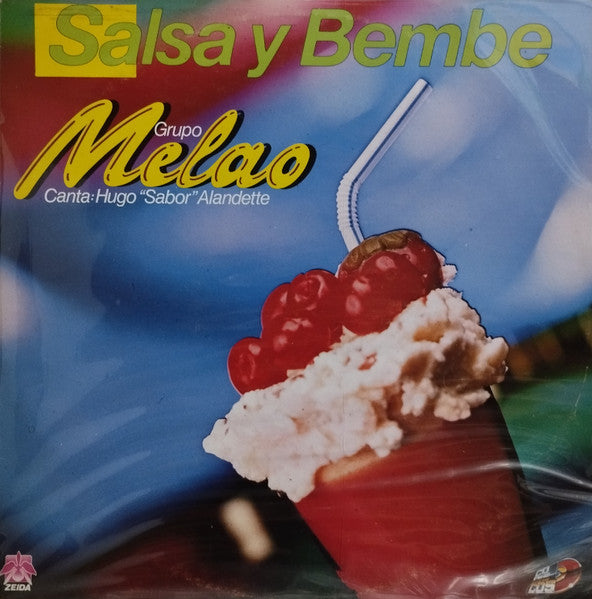 Salsa y Bembe
Grupo
Melao
Canta: Hugo "Sabor" Alandette
ZEIDA